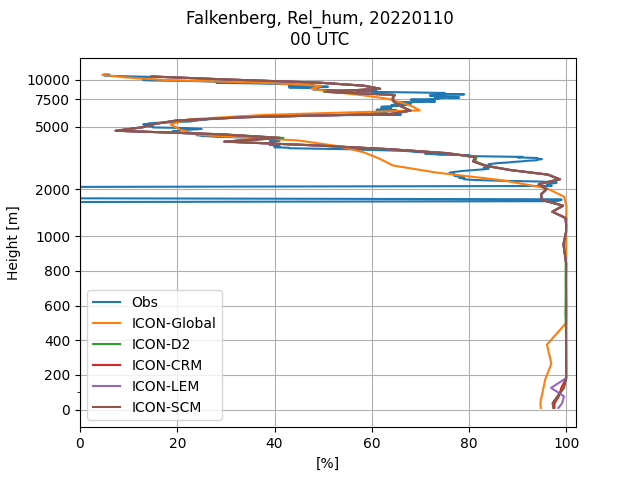 Falkenberg, Rel_hum, 20220110
00 UTC
10000
7500
5000
2000
1000
800
600
400
200
0
Height [m]
Obs
ICON-Global
ICON-D2
ICON-CRM
ICON-LEM
ICON-SCM
0 20 40 60 80 100
[%]